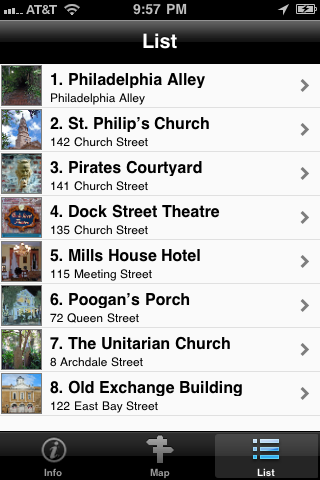 AT&T 9:57 PM
List
1. Philadelphia Alley
Philadelphia Alley
2. St. Philip's Church
142 Church Street
3. Pirates Courtyard
141 Church Street
4. Dock Street Theatre
135 Church Street
5. Mills House Hotel
115 Meeting Street
6. Poogan's Porch
72 Queen Street
7. The Unitarian Church
8 Archdale Street
8. Old Exchange Building
122 East Bay Street
Info Map List